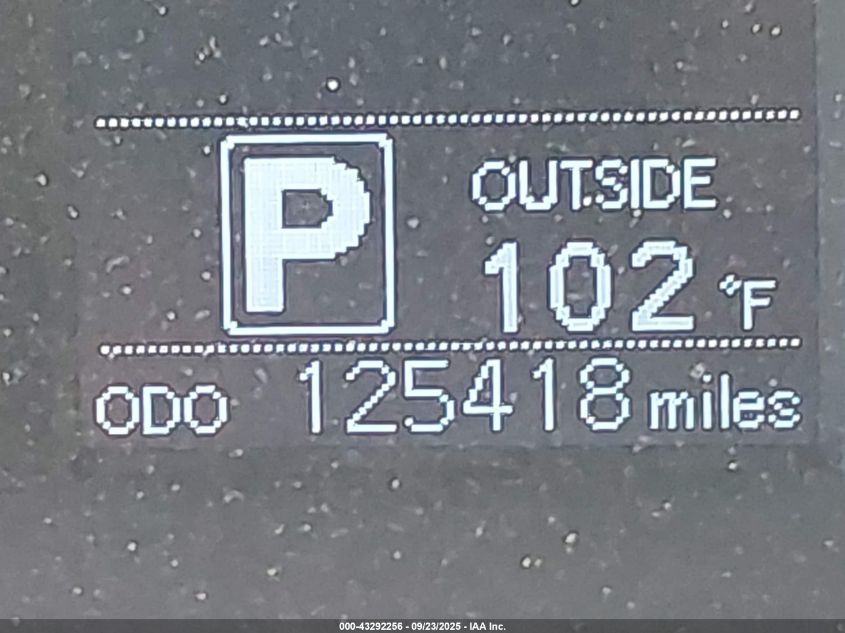 P
OUTSIDE
102 °F
ODO 125418 miles
000-43292256 - 09/23/2025 - IAA Inc.